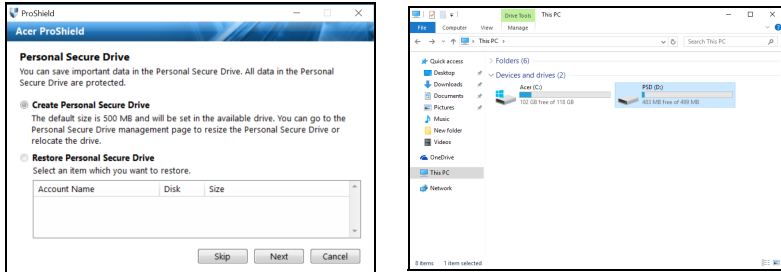 ProShield
Acer ProShield
Personal Secure Drive
You can save important data in the Personal Secure Drive. All data in the Personal
Secure Drive are protected.
Create Personal Secure Drive
The default size is 500 MB and will be set in the available drive. You can go to the
Personal Secure Drive management page to resize the Personal Secure Drive or
relocate the drive.
Restore Personal Secure Drive
Select an item which you want to restore.
Account Name Disk Size
Skip Next Cancel
Drive Tools This PC
File Computer View Manage
This PC
Search This PC
Quick access
Desktop
Downloads
Documents
Pictures
Music
New folder
Videos
OneDrive
This PC
Network
Folders (6)
Devices and drives (2)
Acer (C:)
102 GB free of 118 GB
PSD (D:)
483 MB free of 499 MB
8 items 1 item selected